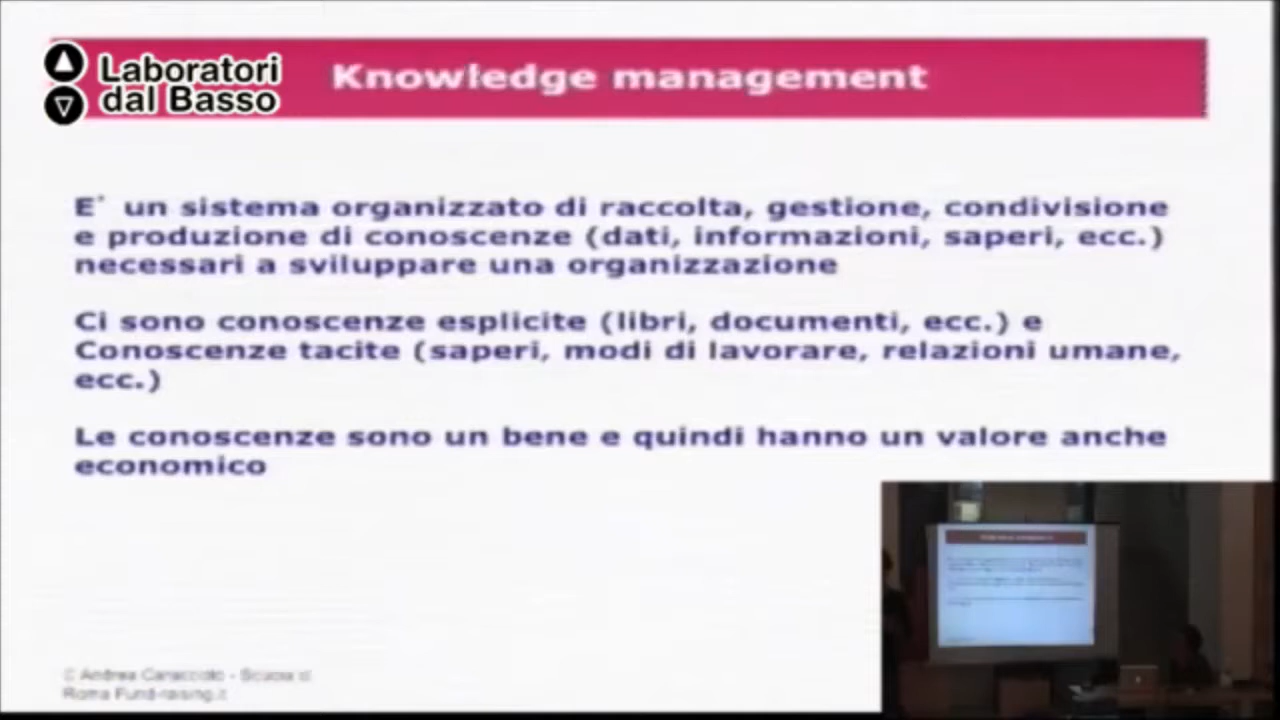 Laboratori
dal Basso
Knowledge management
E' un sistema organizzato di raccolta, gestione, condivisione
e produzione di conoscenze (dati, informazioni, saperi, ecc.)
necessari a sviluppare una organizzazione
Ci sono conoscenze esplicite (libri, documenti, ecc.) e
Conoscenze tacite (saperi, modi di lavorare, relazioni umane,
ecc.)
Le conoscenze sono un bene e quindi hanno un valore anche
economico
Andrea - Scuola di
Roma Fund-raising.it